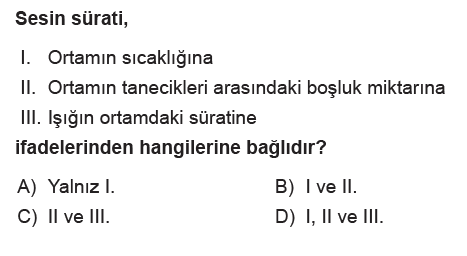 Sesin sürati,
I. Ortamın sıcaklığına
II. Ortamın tanecikleri arasındaki boşluk miktarına
III. Işığın ortamdaki süratine
ifadelerinden hangilerine bağlıdır?
A) Yalnız I. B) I ve II.
C) II ve III. D) I, II ve III.